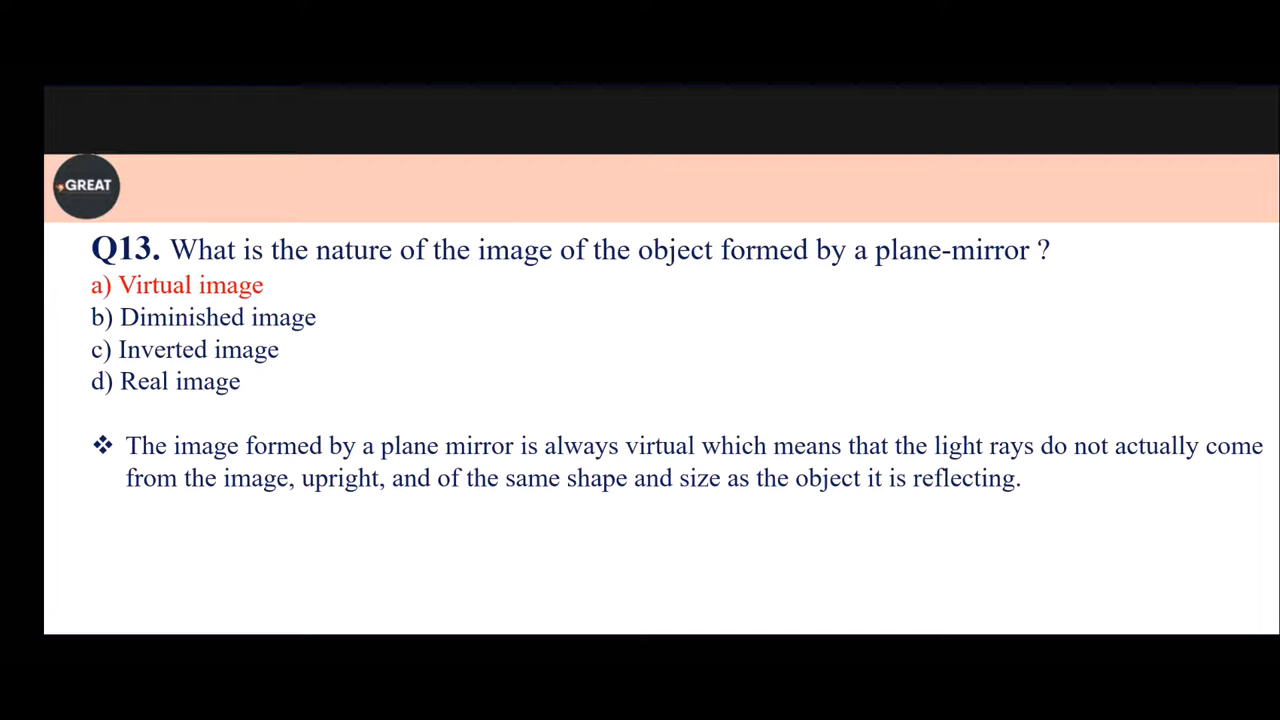 GREAT
Q13. What is the nature of the image of the object formed by a plane-mirror ?
a) Virtual image
b) Diminished image
c) Inverted image
d) Real image
❖ The image formed by a plane mirror is always virtual which means that the light rays do not actually come
from the image, upright, and of the same shape and size as the object it is reflecting.